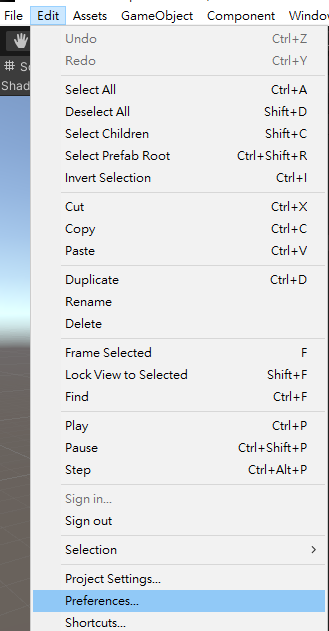 File Edit Assets GameObject Component Window
Undo Ctrl+Z
Redo Ctrl+Y
Select All Ctrl+A
Deselect All Shift+D
Select Children Shift+C
Select Prefab Root Ctrl+Shift+R
Invert Selection Ctrl+I
Cut Ctrl+X
Copy Ctrl+C
Paste Ctrl+V
Duplicate Ctrl+D
Rename
Delete
Frame Selected F
Lock View to Selected Shift+F
Find Ctrl+F
Play Ctrl+P
Pause Ctrl+Shift+P
Step Ctrl+Alt+P
Sign in...
Sign out
Selection
Project Settings...
Preferences...
Shortcuts...